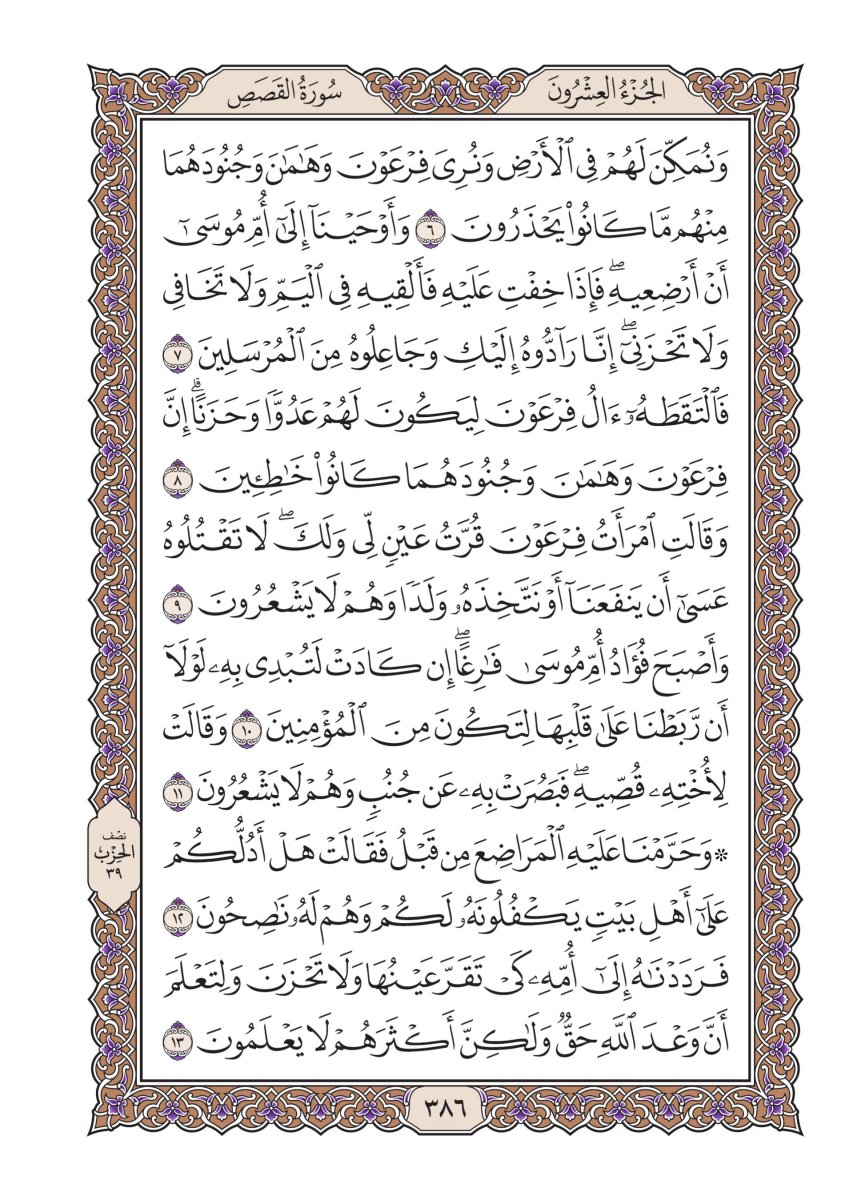 الجُزْءُ العِشْرُونَ
سُورَةُ القَصَصِ
وَنُمَكِّنَ لَهُمْ فِي ٱلْأَرْضِ وَنُرِيَ فِرْعَوْنَ وَهَٰمَٰنَ وَجُنُودَهُمَا
مِنْهُم مَّا كَانُوا۟ يَحْذَرُونَ ٦ وَأَوْحَيْنَآ إِلَىٰٓ أُمِّ مُوسَىٰٓ
أَنْ أَرْضِعِيهِ ۖ فَإِذَا خِفْتِ عَلَيْهِ فَأَلْقِيهِ فِي ٱلْيَمِّ وَلَا تَخَافِي
وَلَا تَحْزَنِيٓ ۖ إِنَّا رَآدُّوهُ إِلَيْكِ وَجَاعِلُوهُ مِنَ ٱلْمُرْسَلِينَ ٧
فَٱلْتَقَطَهُۥٓ ءَالُ فِرْعَوْنَ لِيَكُونَ لَهُمْ عَدُوًّا وَحَزَنًا ۗ إِنَّ
فِرْعَوْنَ وَهَٰمَٰنَ وَجُنُودَهُمَا كَانُوا۟ خَٰطِـِٔينَ ٨
وَقَالَتِ ٱمْرَأَتُ فِرْعَوْنَ قُرَّتُ عَيْنٍ لِّي وَلَكَ ۖ لَا تَقْتُلُوهُ
عَسَىٰٓ أَن يَنفَعَنَآ أَوْ نَتَّخِذَهُۥ وَلَدًا وَهُمْ لَا يَشْعُرُونَ ٩
وَأَصْبَحَ فُؤَادُ أُمِّ مُوسَىٰ فَٰرِغًا ۖ إِن كَادَتْ لَتُبْدِي بِهِۦ لَوْلَآ
أَن رَّبَطْنَا عَلَىٰ قَلْبِهَا لِتَكُونَ مِنَ ٱلْمُؤْمِنِينَ ١٠ وَقَالَتْ
لِأُخْتِهِۦ قُصِّيهِ ۖ فَبَصُرَتْ بِهِۦ عَن جُنُبٍ وَهُمْ لَا يَشْعُرُونَ ١١
۞ وَحَرَّمْنَا عَلَيْهِ ٱلْمَرَاضِعَ مِن قَبْلُ فَقَالَتْ هَلْ أَدُلُّكُمْ
عَلَىٰٓ أَهْلِ بَيْتٍ يَكْفُلُونَهُۥ لَكُمْ وَهُمْ لَهُۥ نَٰصِحُونَ ١٢
فَرَدَدْنَٰهُ إِلَىٰٓ أُمِّهِۦ كَيْ تَقَرَّ عَيْنُهَا وَلَا تَحْزَنَ وَلِتَعْلَمَ
أَنَّ وَعْدَ ٱللَّهِ حَقٌّ وَلَٰكِنَّ أَكْثَرَهُمْ لَا يَعْلَمُونَ ١٣
نصف
الحِزْب
٣٩
٣٨٦